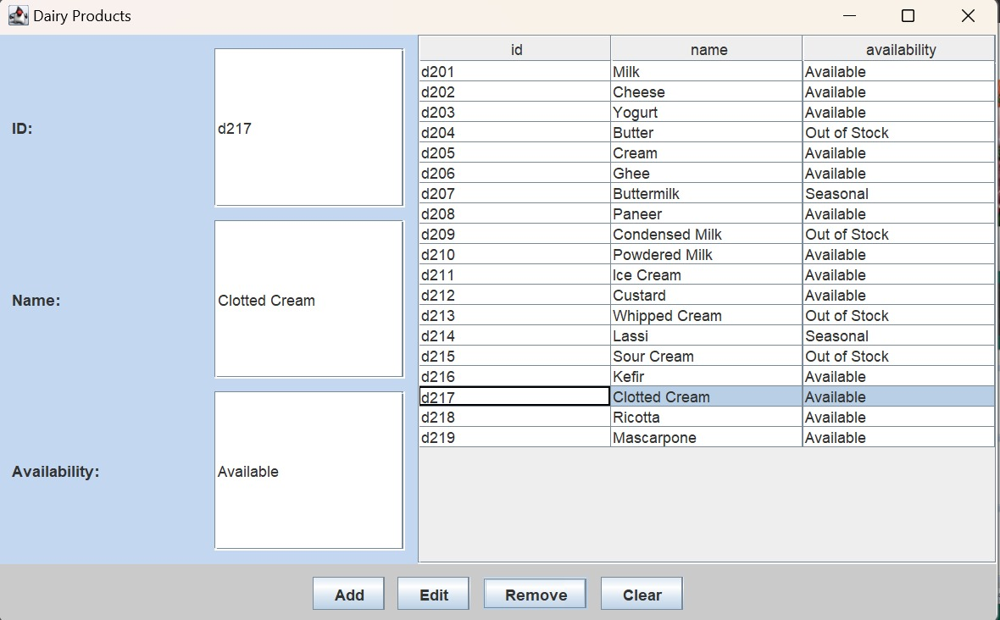 Dairy Products
ID:
d217
Name:
Clotted Cream
Availability:
Available
id name availability
d201 Milk Available
d202 Cheese Available
d203 Yogurt Available
d204 Butter Out of Stock
d205 Cream Available
d206 Ghee Available
d207 Buttermilk Seasonal
d208 Paneer Available
d209 Condensed Milk Out of Stock
d210 Powdered Milk Available
d211 Ice Cream Available
d212 Custard Available
d213 Whipped Cream Out of Stock
d214 Lassi Seasonal
d215 Sour Cream Out of Stock
d216 Kefir Available
d217 Clotted Cream Available
d218 Ricotta Available
d219 Mascarpone Available
Add Edit Remove Clear